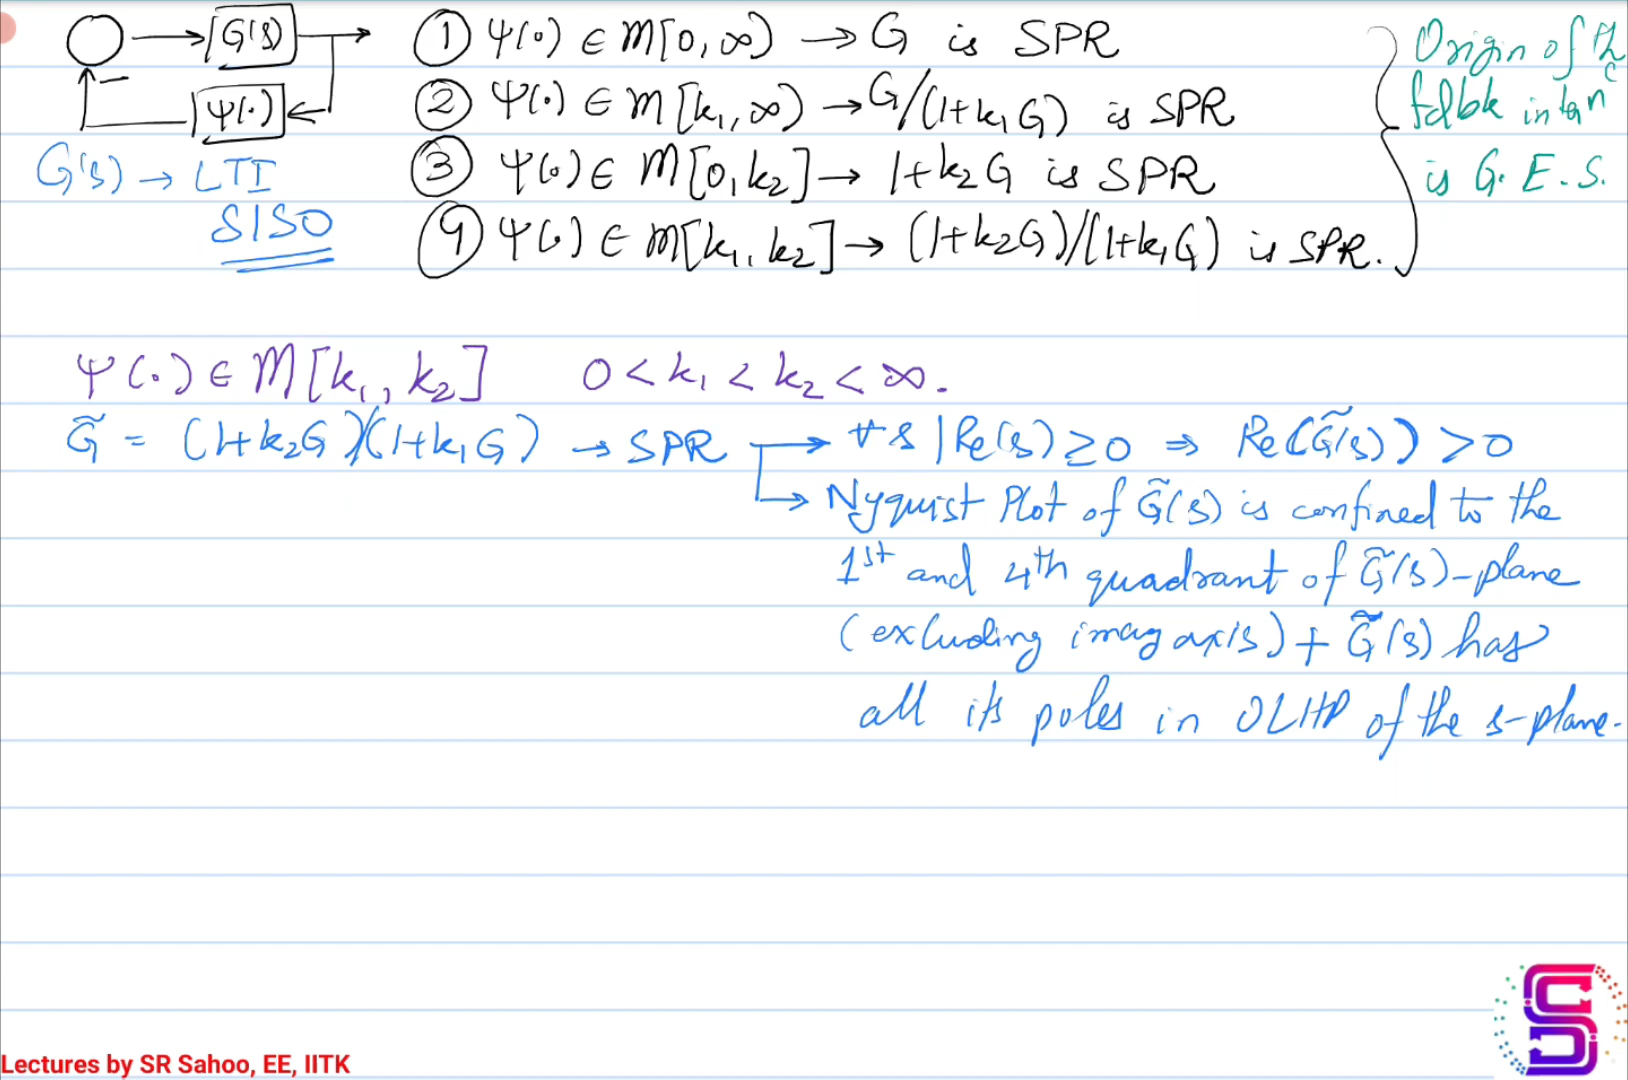 G(s)
ψ(.)
G(s) → LTI
SISO
① ψ(.) ∈ M[0, ∞) → G is SPR
② ψ(.) ∈ M[k₁, ∞) → G/(1+k₁G) is SPR
③ ψ(.) ∈ M[0, k₂] → 1+k₂G is SPR
④ ψ(.) ∈ M[k₁, k₂] → (1+k₂G)/(1+k₁G) is SPR.
Origin of the
fdbk intercⁿ
is G.E.S.
ψ(.) ∈ M[k₁, k₂] 0 < k₁ < k₂ < ∞.
G̃ = (1+k₂G)/(1+k₁G) → SPR → ∀ s | Re(s) ≥ 0 ⇒ Re(G̃(s)) > 0
→ Nyquist Plot of G̃(s) is confined to the
1st and 4th quadrant of G̃(s)-plane
(excluding imag axis) + G̃(s) has
all its poles in OLHP of the s-plane.
Lectures by SR Sahoo, EE, IITK